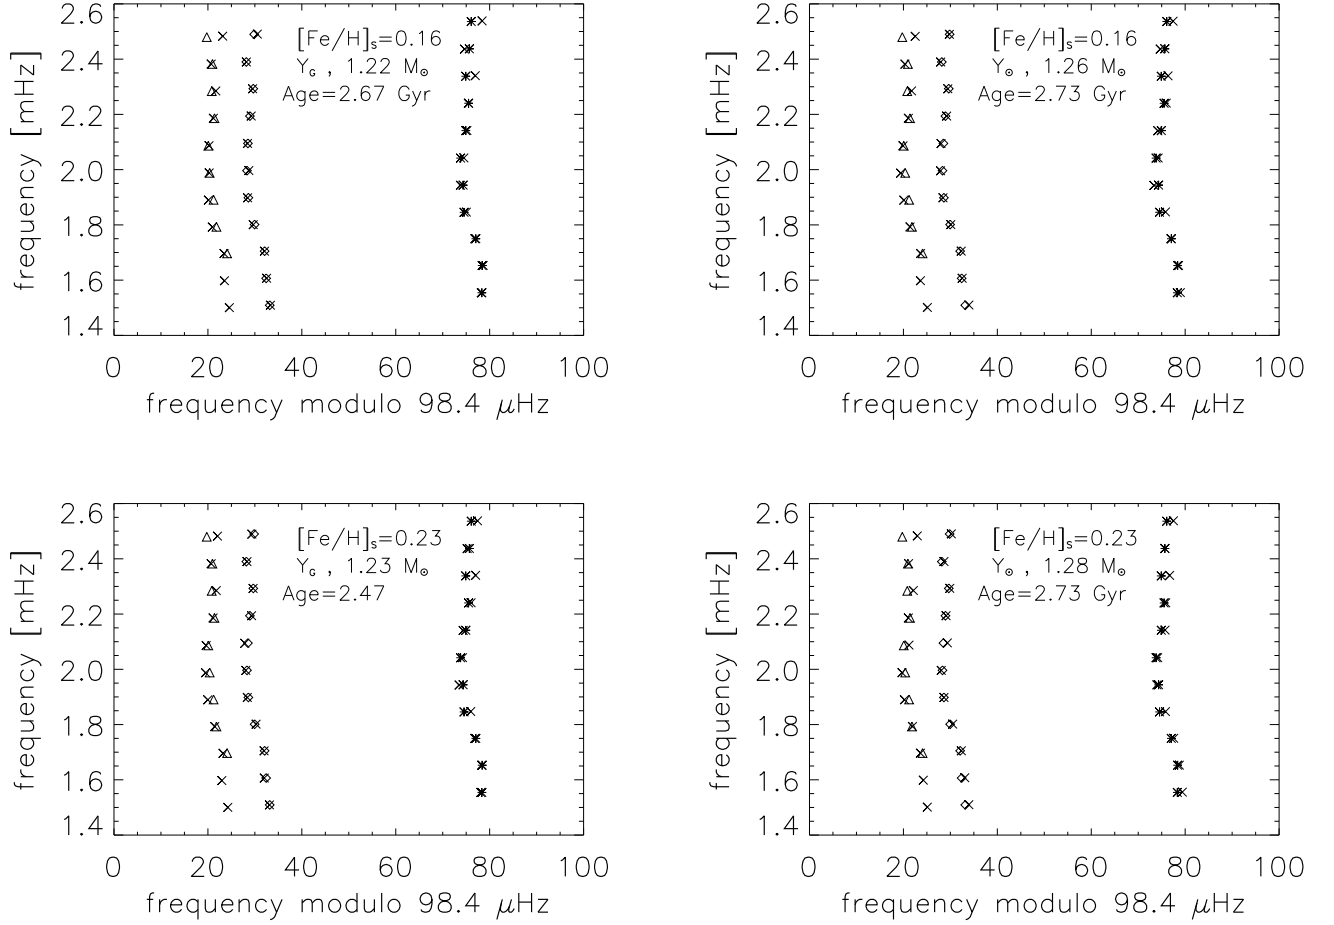 2.6
2.4
2.2
2.0
1.8
1.6
1.4
frequency [mHz]
[Fe/H]s=0.16
Y_G , 1.22 M⊙
Age=2.67 Gyr
0 20 40 60 80 100
frequency modulo 98.4 μHz
2.6
2.4
2.2
2.0
1.8
1.6
1.4
frequency [mHz]
[Fe/H]s=0.16
Y⊙ , 1.26 M⊙
Age=2.73 Gyr
0 20 40 60 80 100
frequency modulo 98.4 μHz
2.6
2.4
2.2
2.0
1.8
1.6
1.4
frequency [mHz]
[Fe/H]s=0.23
Y_G , 1.23 M⊙
Age=2.47
0 20 40 60 80 100
frequency modulo 98.4 μHz
2.6
2.4
2.2
2.0
1.8
1.6
1.4
frequency [mHz]
[Fe/H]s=0.23
Y⊙ , 1.28 M⊙
Age=2.73 Gyr
0 20 40 60 80 100
frequency modulo 98.4 μHz